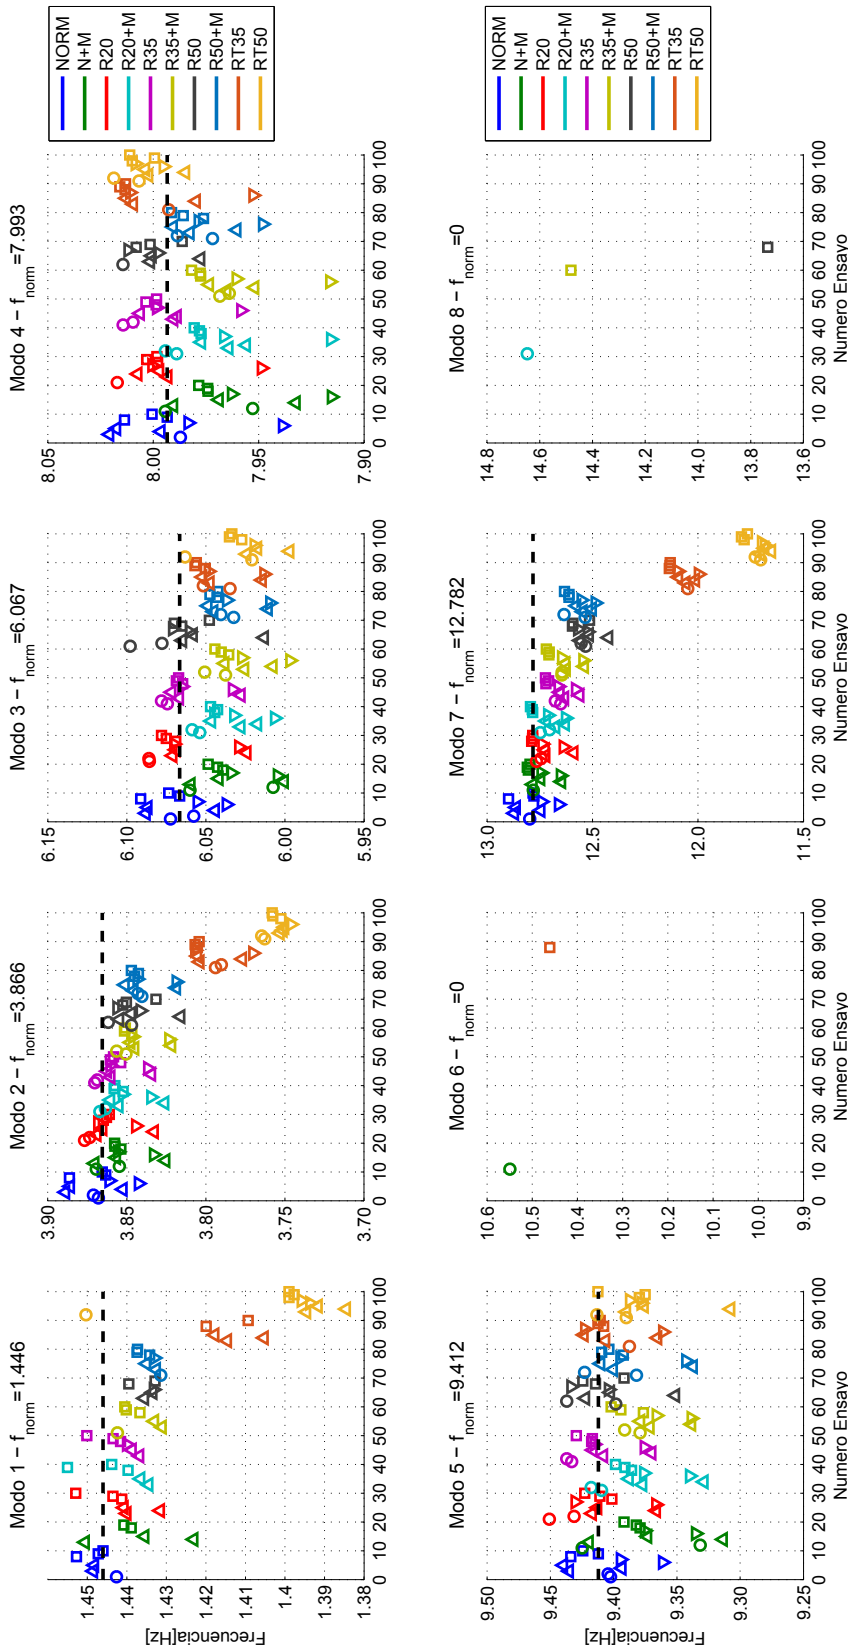 Modo 1 − f_norm =1.446
Frecuencia[Hz]
1.45
1.44
1.43
1.42
1.41
1.4
1.39
1.38
0 10 20 30 40 50 60 70 80 90 100
Modo 2 − f_norm =3.866
3.90
3.85
3.80
3.75
3.70
0 10 20 30 40 50 60 70 80 90 100
Modo 3 − f_norm =6.067
6.15
6.10
6.05
6.00
5.95
0 10 20 30 40 50 60 70 80 90 100
Modo 4 − f_norm =7.993
8.05
8.00
7.95
7.90
0 10 20 30 40 50 60 70 80 90 100
NORM
N+M
R20
R20+M
R35
R35+M
R50
R50+M
RT35
RT50
Modo 5 − f_norm =9.412
Frecuencia[Hz]
9.50
9.45
9.40
9.35
9.30
0 10 20 30 40 50 60 70 80 90 100
Numero Ensayo
Modo 6 − f_norm =0
10.6
10.5
10.4
10.3
10.2
10.1
10.0
9.9
0 10 20 30 40 50 60 70 80 90 100
Numero Ensayo
Modo 7 − f_norm =12.782
13.0
12.5
12.0
11.5
0 10 20 30 40 50 60 70 80 90 100
Numero Ensayo
Modo 8 − f_norm =0
14.8
14.6
14.4
14.2
14.0
13.8
13.6
0 10 20 30 40 50 60 70 80 90 100
Numero Ensayo
NORM
N+M
R20
R20+M
R35
R35+M
R50
R50+M
RT35
RT50